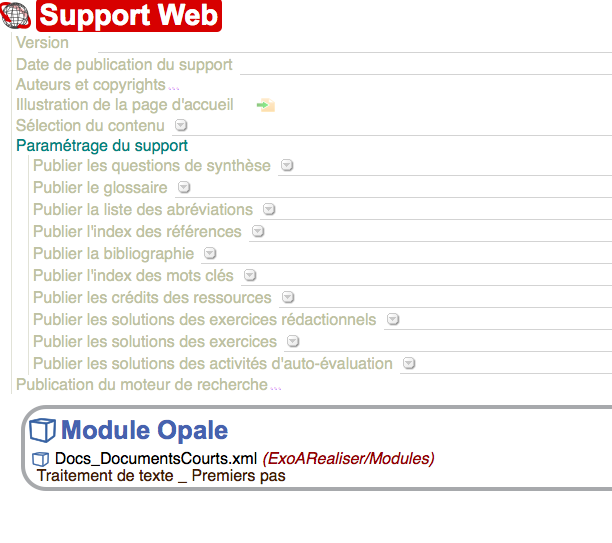 Support Web
Version
Date de publication du support
Auteurs et copyrights...
Illustration de la page d'accueil
Sélection du contenu
Paramétrage du support
Publier les questions de synthèse
Publier le glossaire
Publier la liste des abréviations
Publier l'index des références
Publier la bibliographie
Publier l'index des mots clés
Publier les crédits des ressources
Publier les solutions des exercices rédactionnels
Publier les solutions des exercices
Publier les solutions des activités d'auto-évaluation
Publication du moteur de recherche...
Module Opale
Docs_DocumentsCourts.xml (ExoARealiser/Modules)
Traitement de texte _ Premiers pas